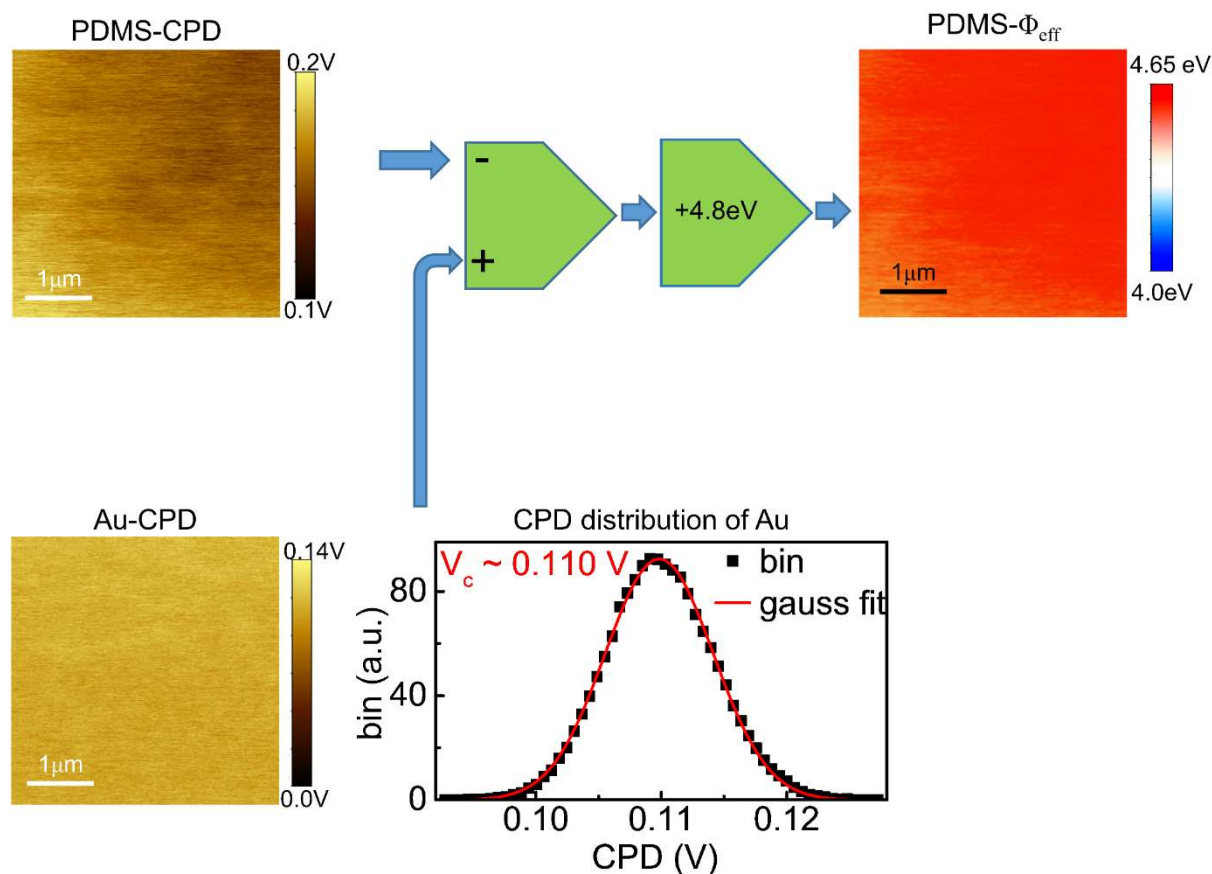 PDMS-CPD
0.2V
0.1V
1μm
-
+
+4.8eV
PDMS-Φeff
4.65 eV
4.0eV
1μm
Au-CPD
0.14V
0.0V
1μm
CPD distribution of Au
Vc ~ 0.110 V
bin
gauss fit
bin (a.u.)
80
40
0
0.10 0.11 0.12
CPD (V)